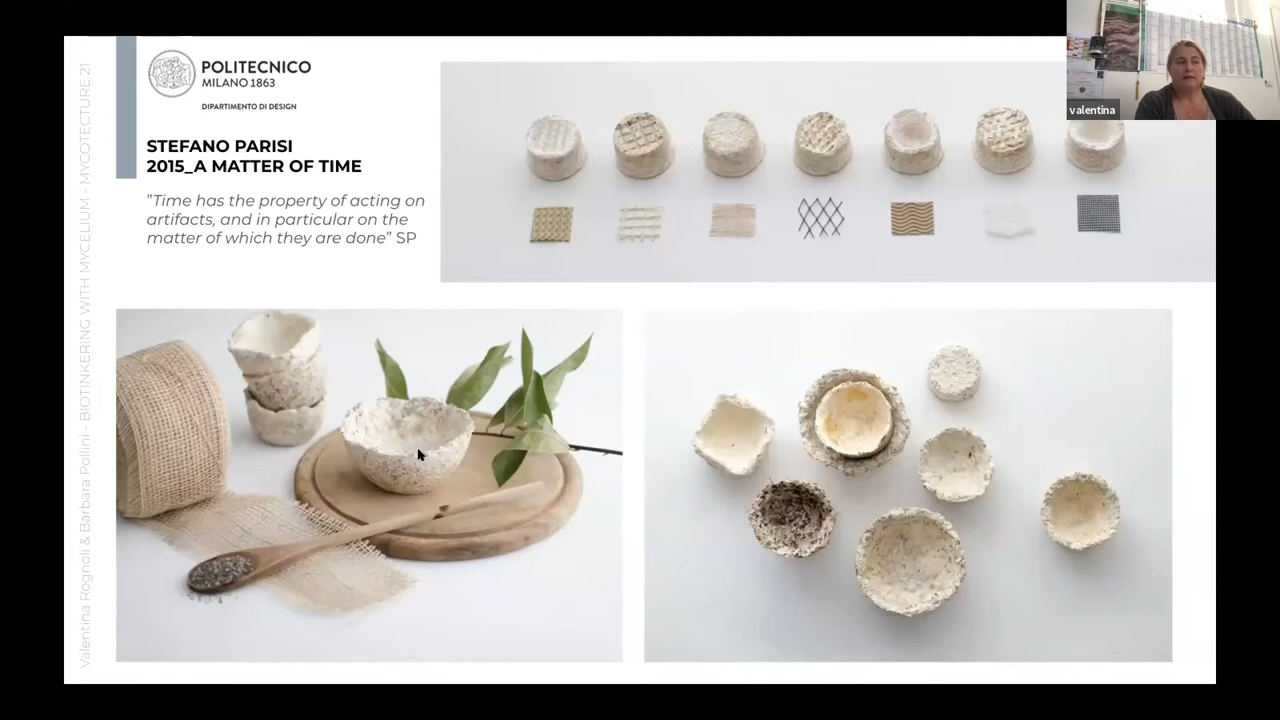 POLITECNICO
MILANO 1863
DIPARTIMENTO DI DESIGN
STEFANO PARISI
2015_A MATTER OF TIME
"Time has the property of acting on
artifacts, and in particular on the
matter of which they are done” SP
Valentina Rognoli & Barbara Pollini - BIOTINKERING WITH MYCELIUM - MYCOTECTURE 21
valentina